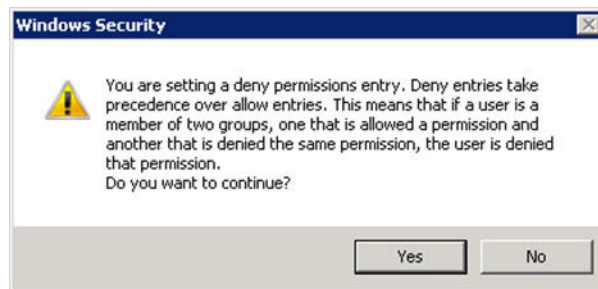 Windows Security
You are setting a deny permissions entry. Deny entries take
precedence over allow entries. This means that if a user is a
member of two groups, one that is allowed a permission and
another that is denied the same permission, the user is denied
that permission.
Do you want to continue?
Yes
No